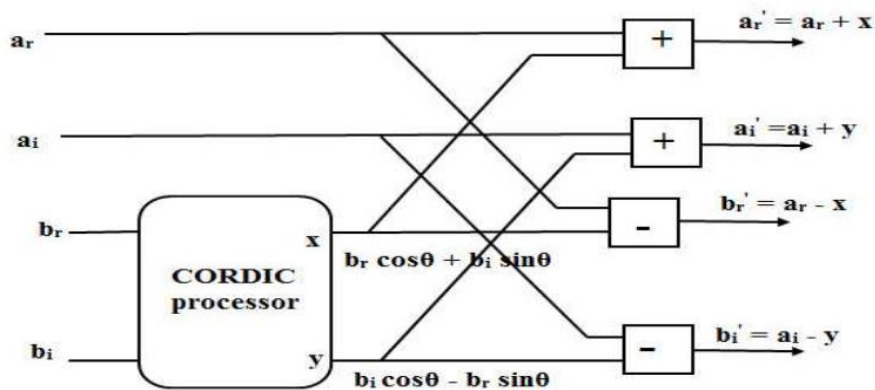 aᵣ
+
aᵣ' = aᵣ + x
aᵢ
+
aᵢ' =aᵢ + y
bᵣ
x
-
bᵣ' = aᵣ - x
CORDIC
processor
bᵣ cosθ + bᵢ sinθ
bᵢ
y
-
bᵢ' = aᵢ - y
bᵢ cosθ - bᵣ sinθ